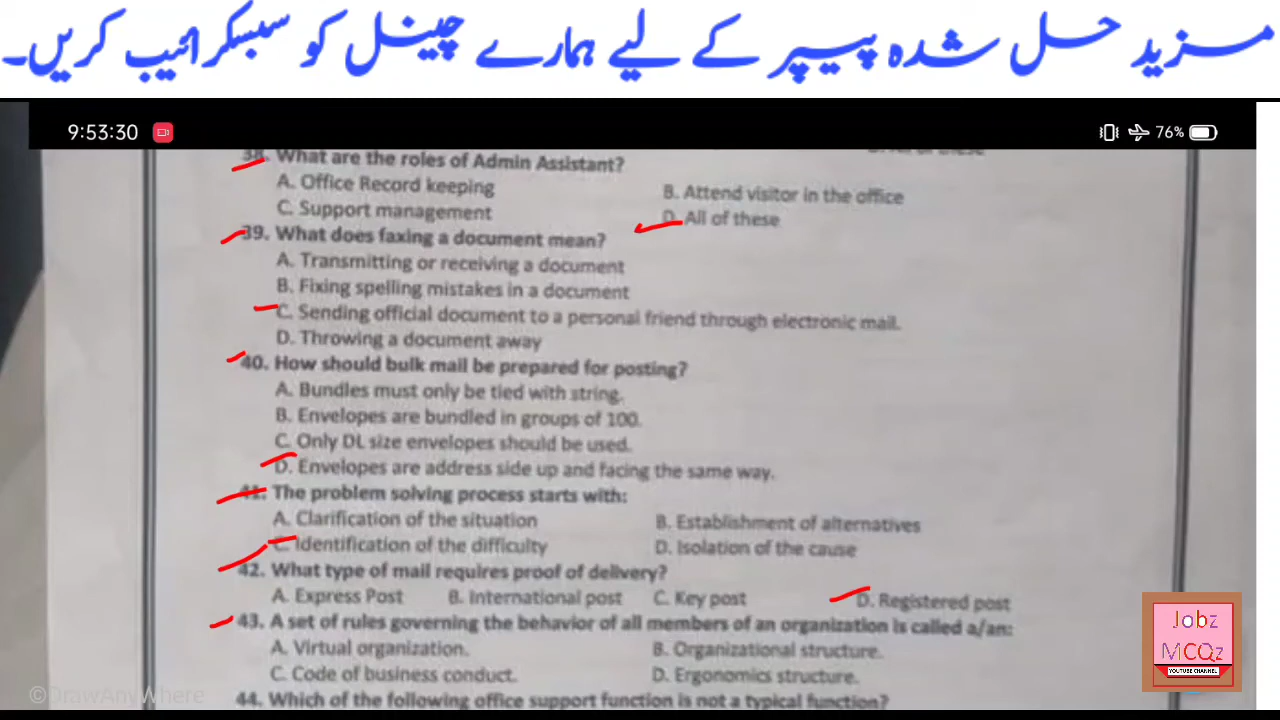 مزید حل شدہ پیپر کے لیے ہمارے چینل کو سبسکرائیب کریں۔
9:53:30 76%
38. What are the roles of Admin Assistant?
A. Office Record keeping B. Attend visitor in the office
C. Support management D. All of these
39. What does faxing a document mean?
A. Transmitting or receiving a document
B. Fixing spelling mistakes in a document
C. Sending official document to a personal friend through electronic mail.
D. Throwing a document away
40. How should bulk mail be prepared for posting?
A. Bundles must only be tied with string.
B. Envelopes are bundled in groups of 100.
C. Only DL size envelopes should be used.
D. Envelopes are address side up and facing the same way.
41. The problem solving process starts with:
A. Clarification of the situation B. Establishment of alternatives
C. Identification of the difficulty D. Isolation of the cause
42. What type of mail requires proof of delivery?
A. Express Post B. International post C. Key post D. Registered post
43. A set of rules governing the behavior of all members of an organization is called a/an:
A. Virtual organization. B. Organizational structure.
C. Code of business conduct. D. Ergonomics structure.
44. Which of the following office support function is not a typical function?
Jobz
MCQz
YOUTUBE CHANNEL
©DrawAnyWhere